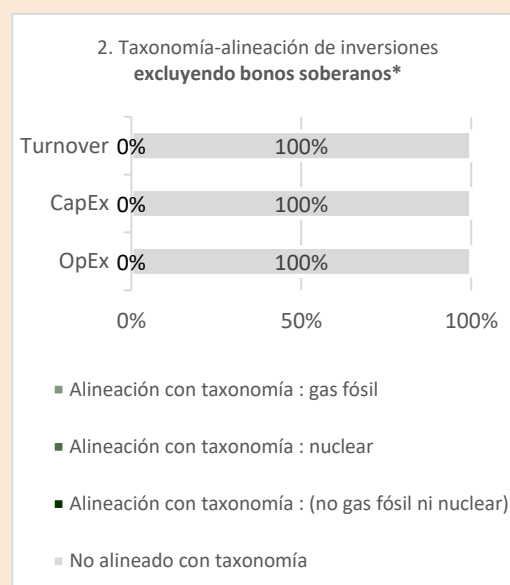 2. Taxonomía-alineación de inversiones
excluyendo bonos soberanos*
Turnover 0% 100%
CapEx 0% 100%
OpEx 0% 100%
0% 50% 100%
Alineación con taxonomía : gas fósil
Alineación con taxonomía : nuclear
Alineación con taxonomía : (no gas fósil ni nuclear)
No alineado con taxonomía